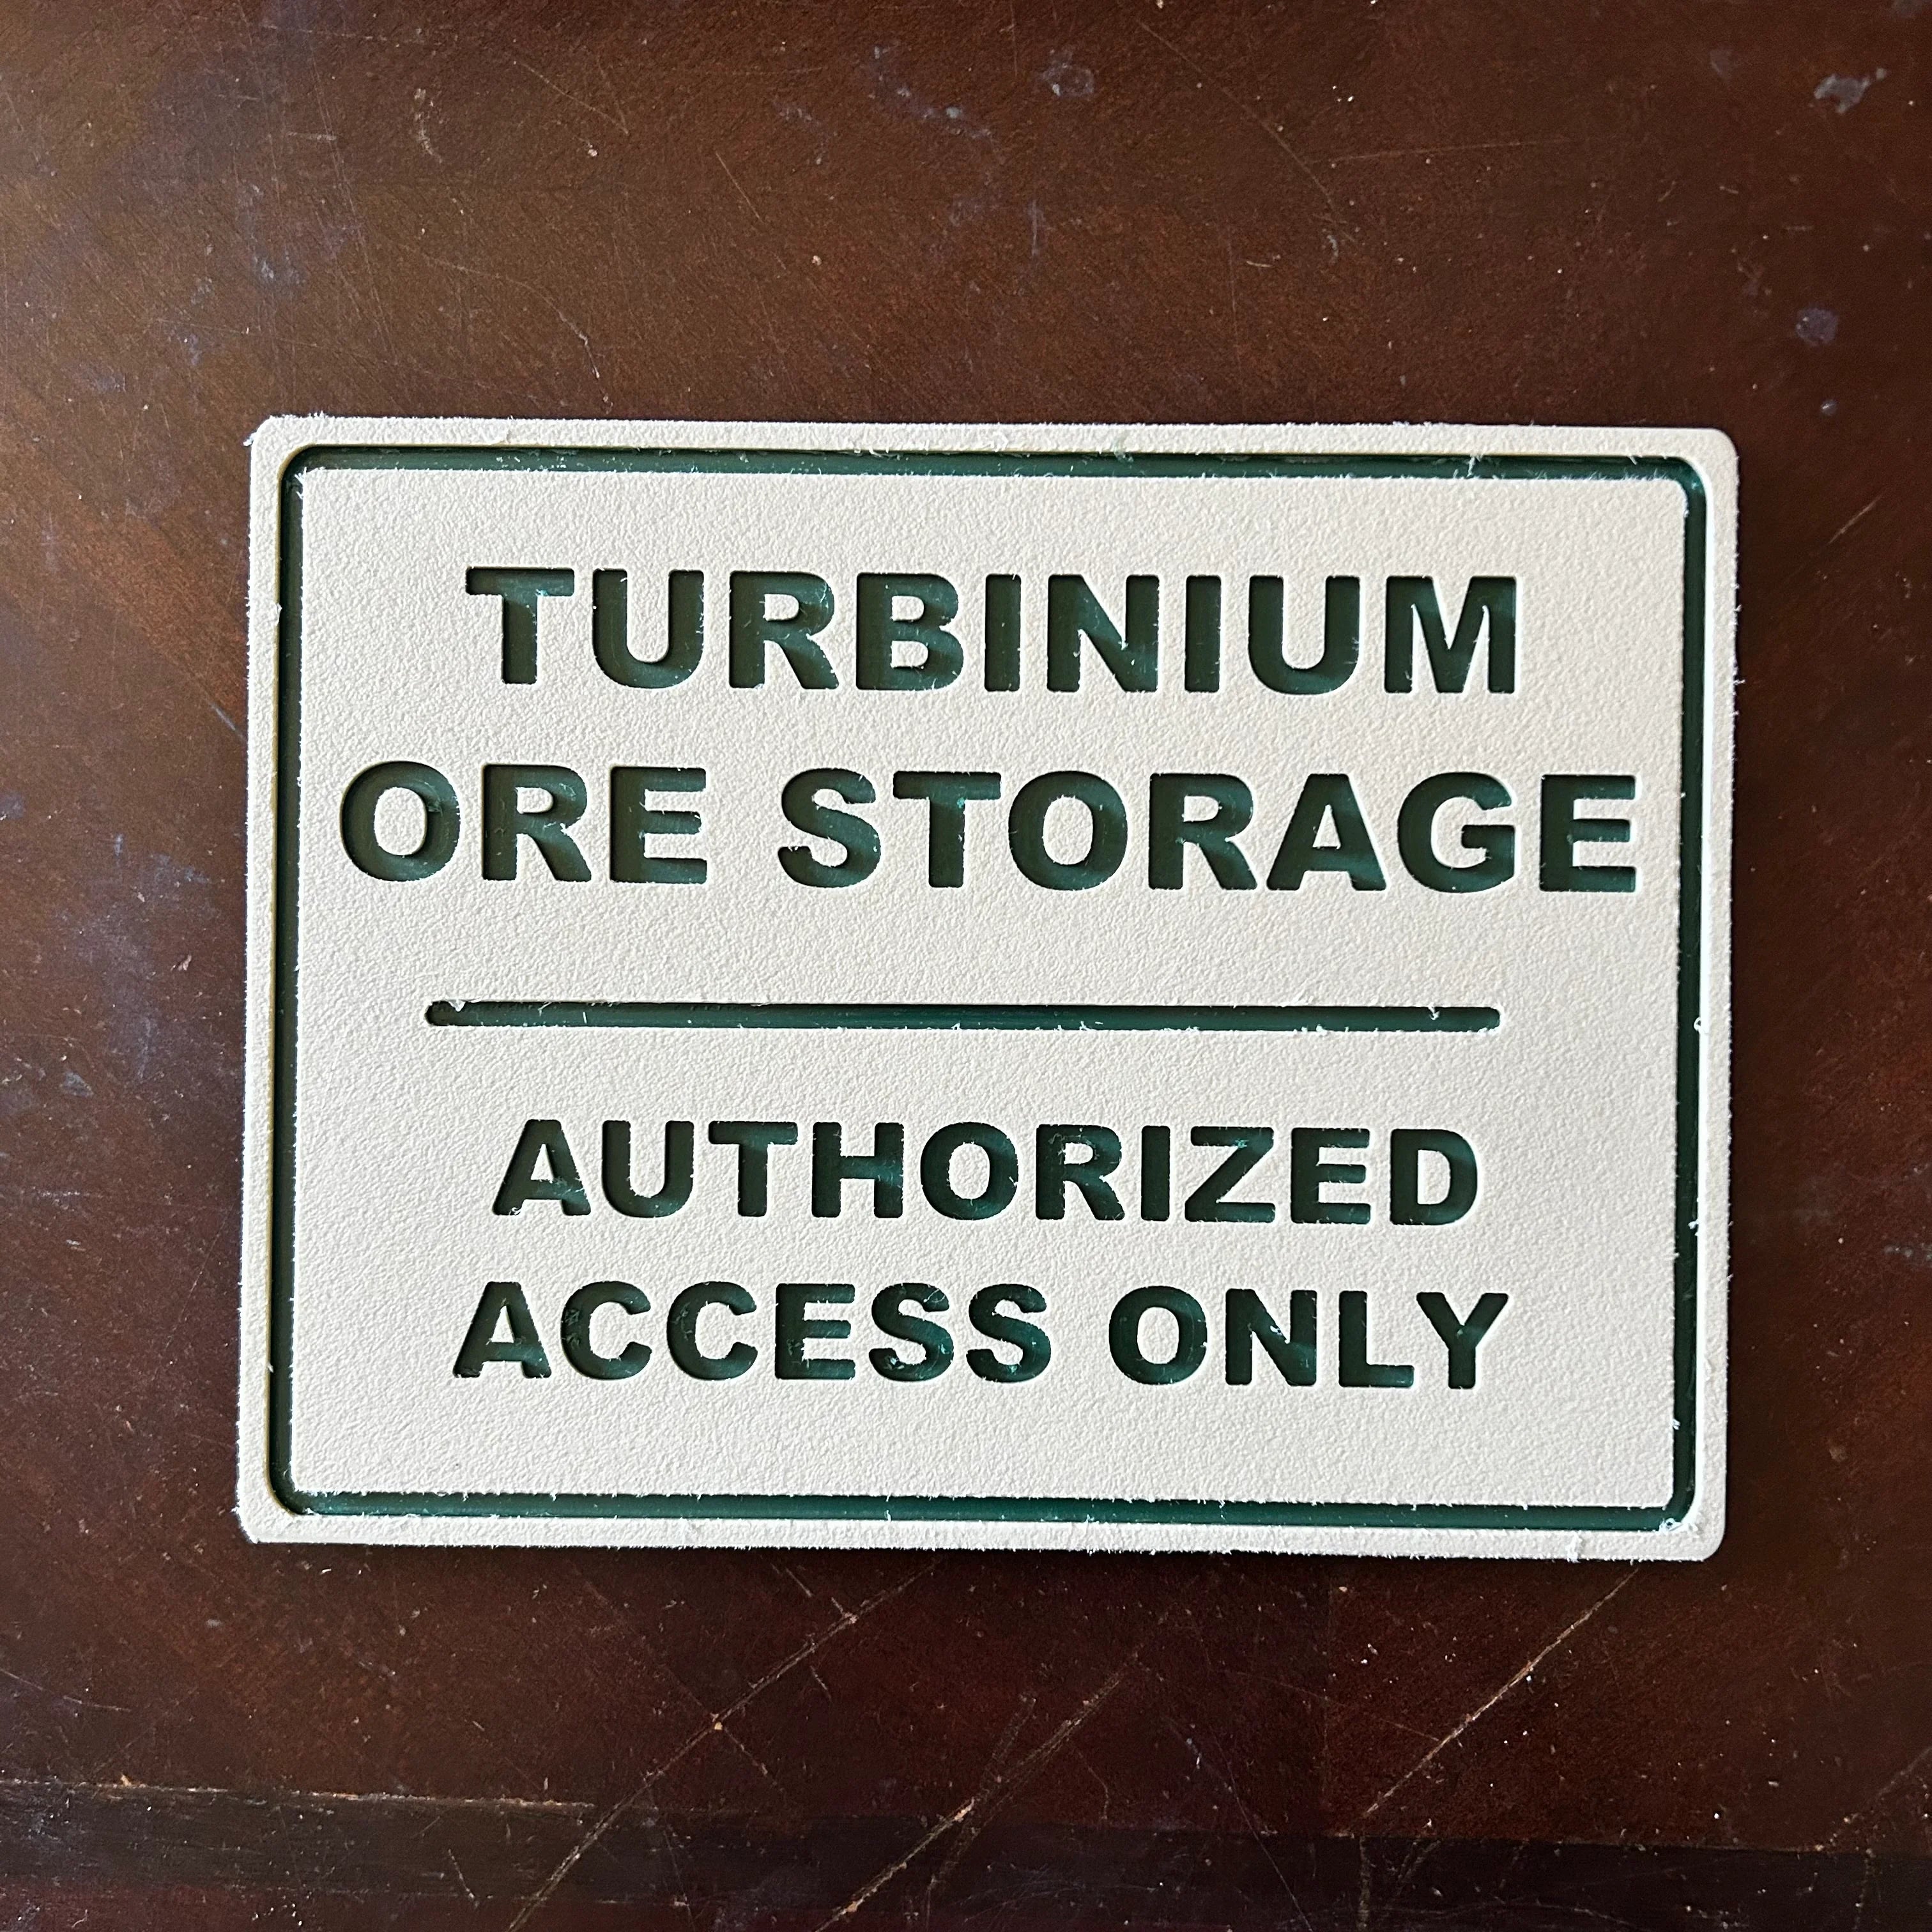 TURBINIUM
ORE STORAGE
AUTHORIZED
ACCESS ONLY